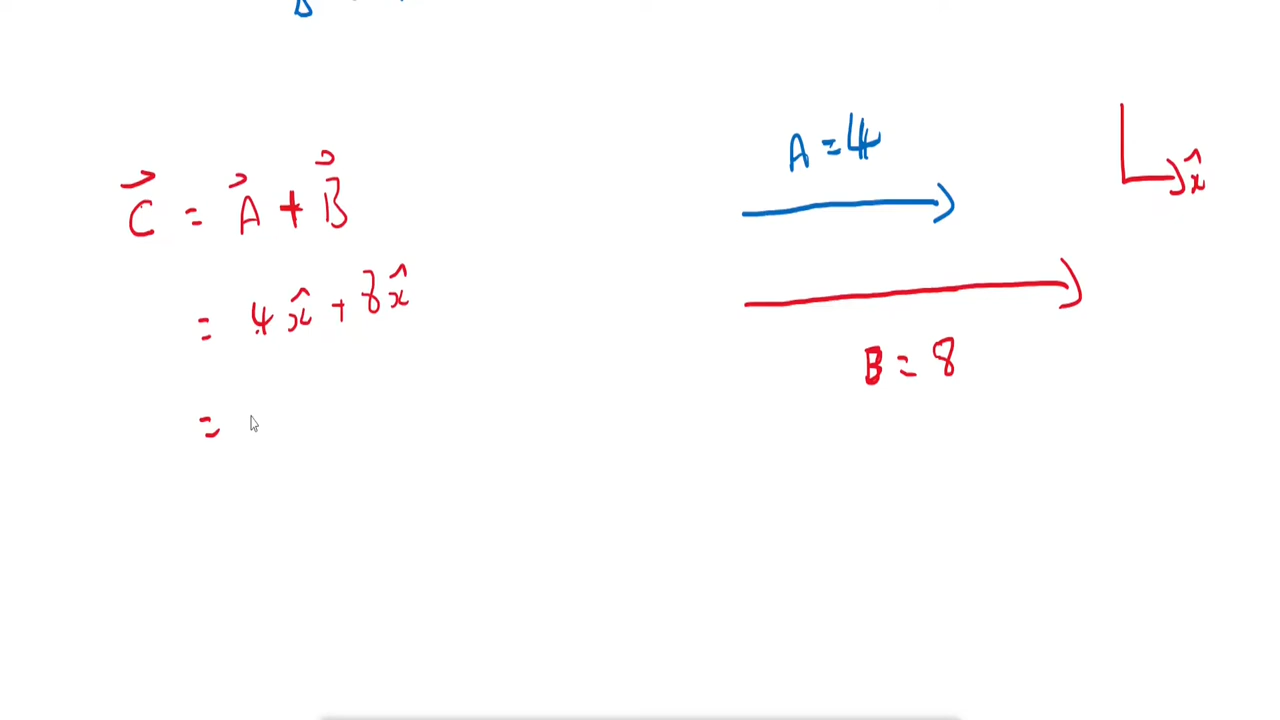 A = 4
x̂
C⃗ = A⃗ + B⃗
= 4x̂ + 8x̂
B = 8
=